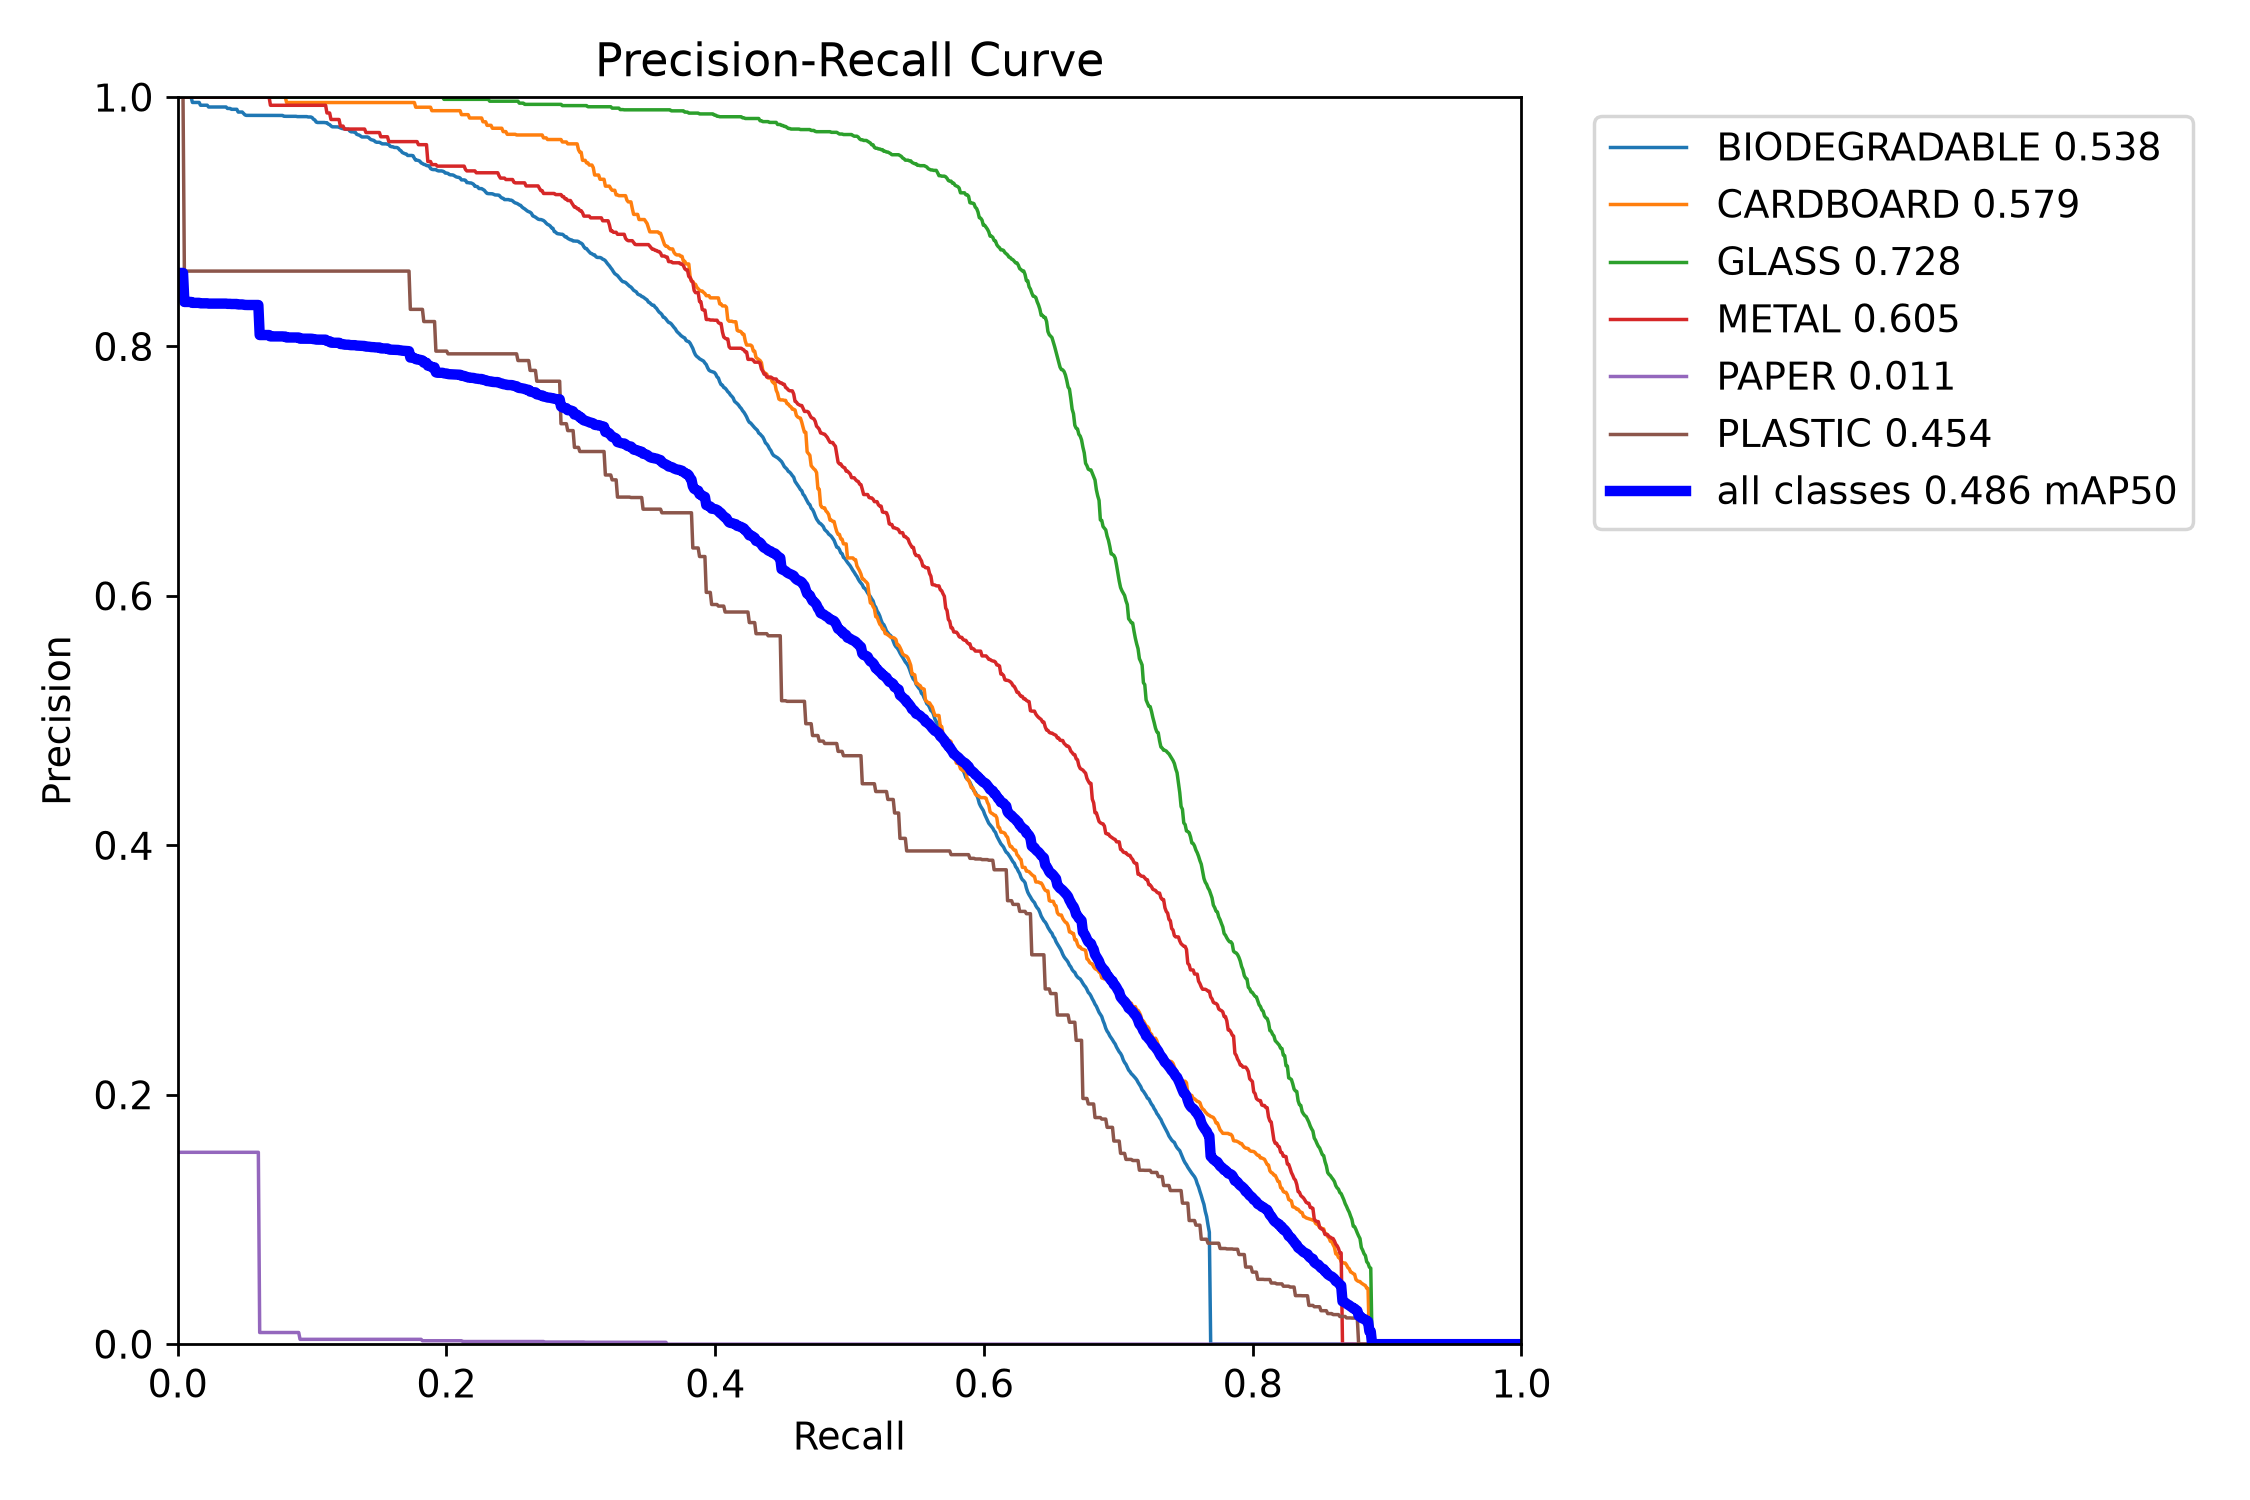 Precision-Recall Curve
1.0
0.8
0.6
0.4
0.2
0.0
Precision
0.0 0.2 0.4 0.6 0.8 1.0
Recall
BIODEGRADABLE 0.538
CARDBOARD 0.579
GLASS 0.728
METAL 0.605
PAPER 0.011
PLASTIC 0.454
all classes 0.486 mAP50